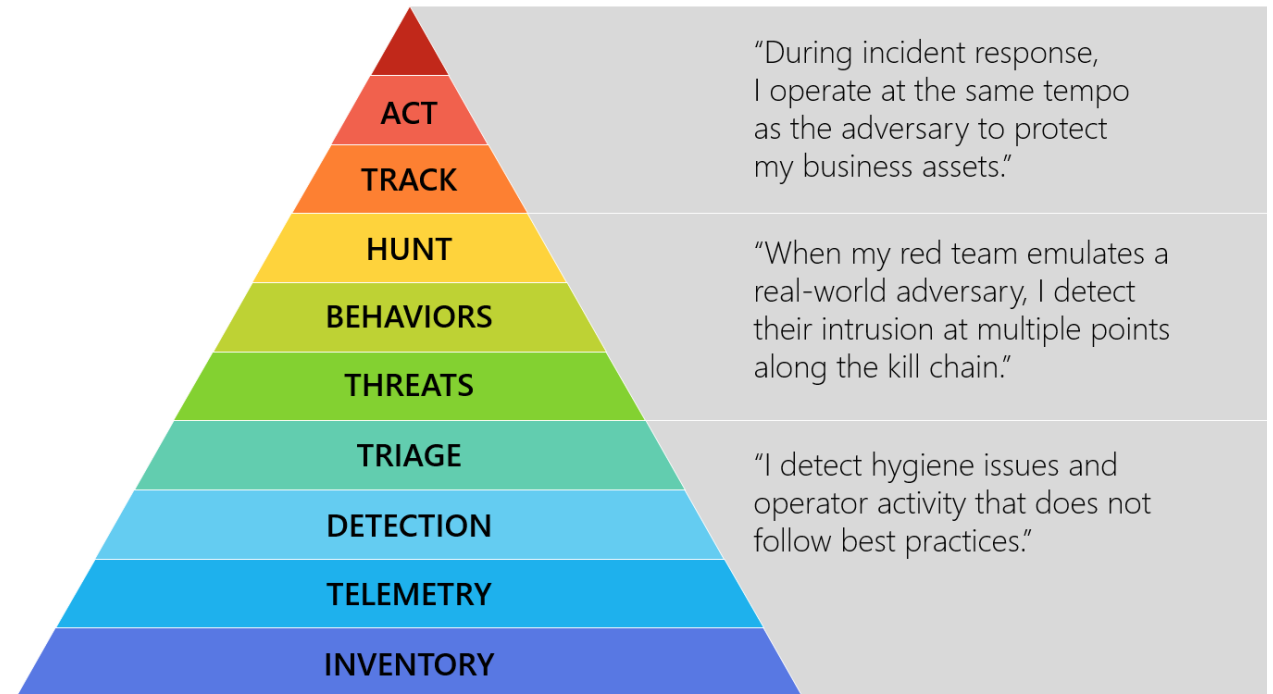 ACT
TRACK
HUNT
BEHAVIORS
THREATS
TRIAGE
DETECTION
TELEMETRY
INVENTORY
“During incident response,
I operate at the same tempo
as the adversary to protect
my business assets.”
“When my red team emulates a
real-world adversary, I detect
their intrusion at multiple points
along the kill chain.”
“I detect hygiene issues and
operator activity that does not
follow best practices.”